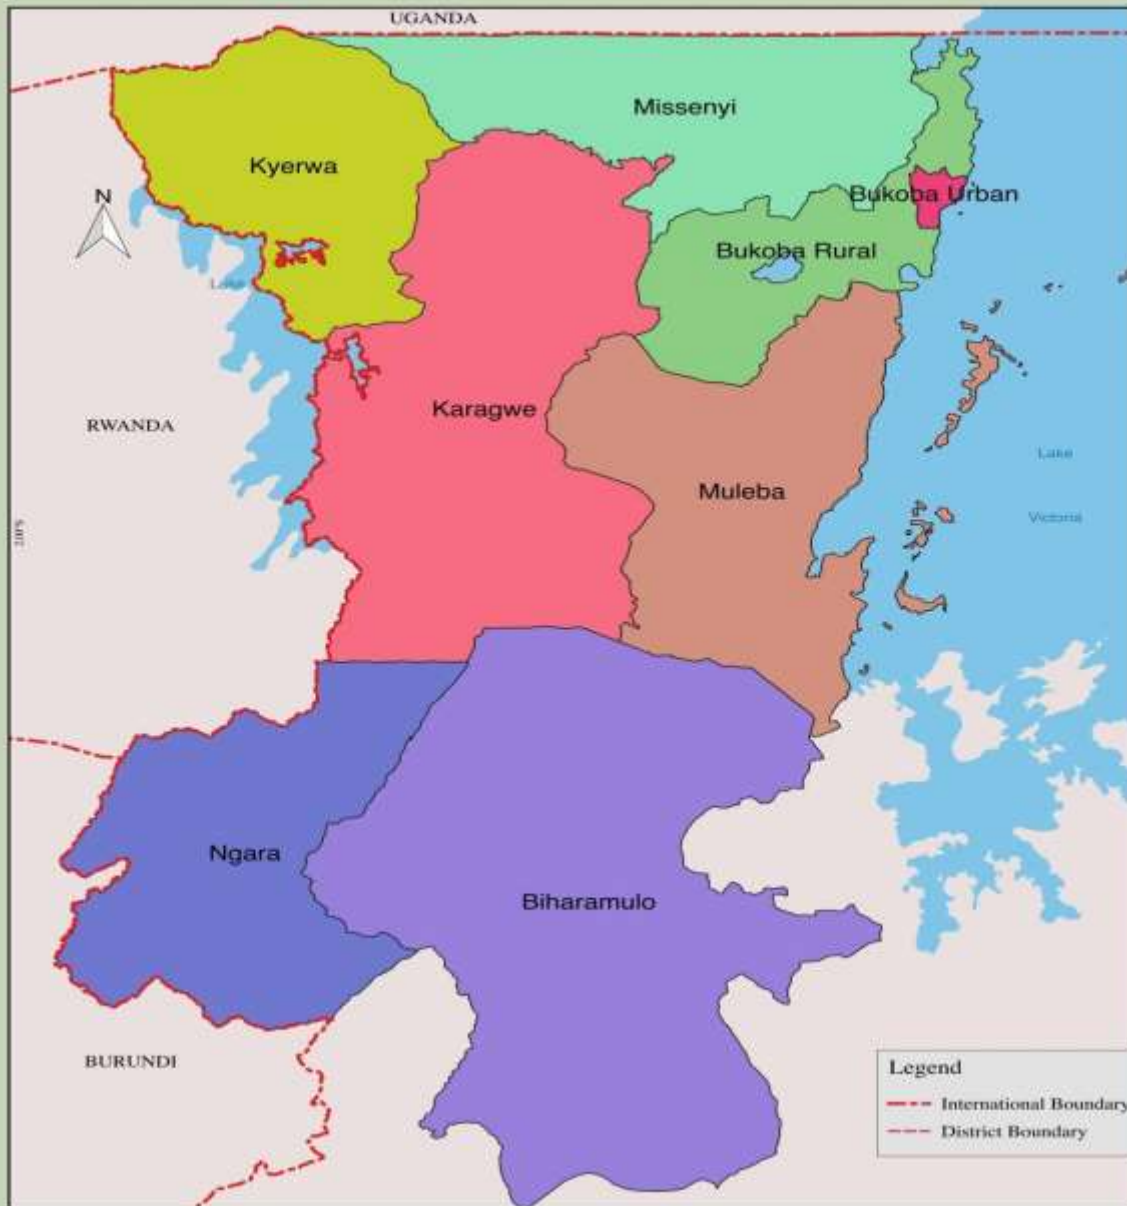 UGANDA
Missenyi
Kyerwa
N
Bukoba Urban
Bukoba Rural
Lake
Karagwe
RWANDA
Lake
Muleba
Victoria
Ngara
Biharamulo
BURUNDI
Legend
International Boundary
District Boundary